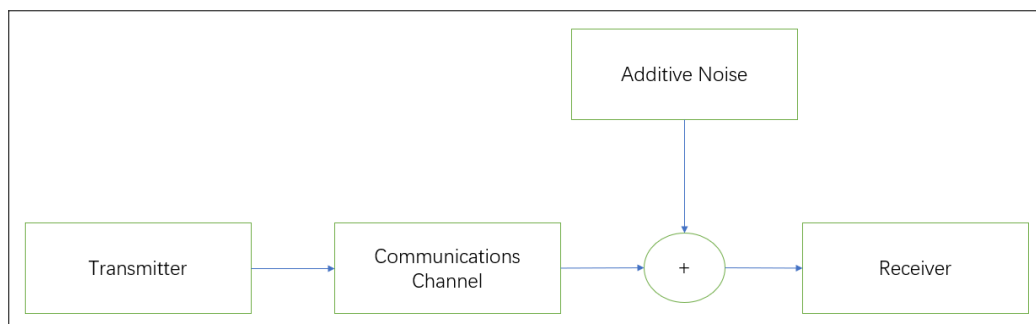 Additive Noise
Transmitter
Communications
Channel
+
Receiver